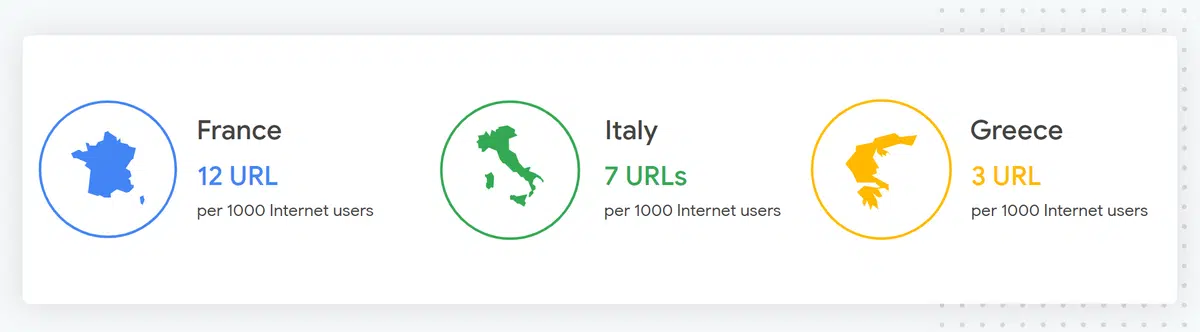 France
12 URL
per 1000 Internet users
Italy
7 URLs
per 1000 Internet users
Greece
3 URL
per 1000 Internet users